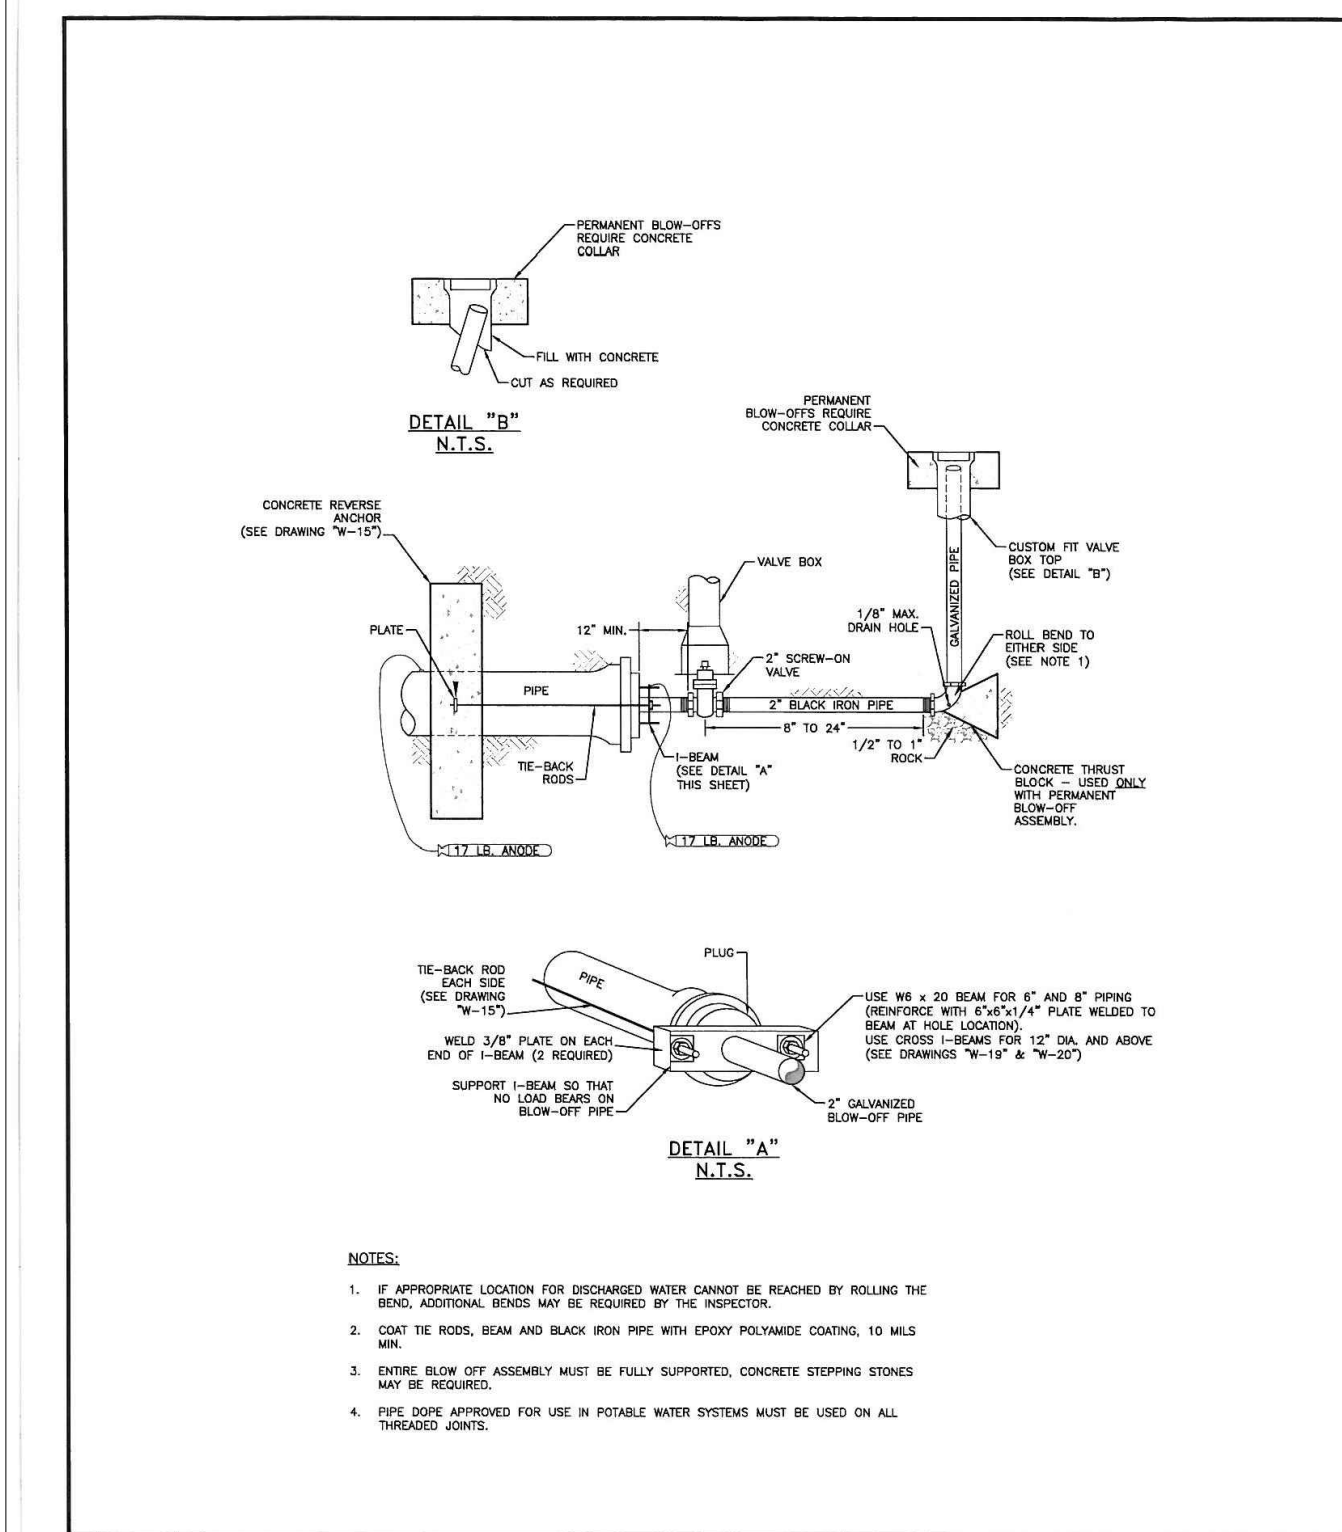 PERMANENT BLOW-OFFS
REQUIRE CONCRETE
COLLAR
FILL WITH CONCRETE
CUT AS REQUIRED
DETAIL "B"
N.T.S.
PERMANENT
BLOW-OFFS REQUIRE
CONCRETE COLLAR
CONCRETE REVERSE
ANCHOR
(SEE DRAWING "W-15")
CUSTOM FIT VALVE
BOX TOP
(SEE DETAIL "B")
VALVE BOX
GALVANIZED PIPE
1/8" MAX.
DRAIN HOLE
PLATE
12" MIN.
ROLL BEND TO
EITHER SIDE
(SEE NOTE 1)
2" SCREW-ON
VALVE
PIPE
2" BLACK IRON PIPE
8" TO 24"
1/2" TO 1"
ROCK
TIE-BACK
RODS
I-BEAM
(SEE DETAIL "A"
THIS SHEET)
CONCRETE THRUST
BLOCK - USED ONLY
WITH PERMANENT
BLOW-OFF
ASSEMBLY.
17 LB. ANODE
17 LB. ANODE
PLUG
TIE-BACK ROD
EACH SIDE
(SEE DRAWING
"W-15")
PIPE
USE W6 x 20 BEAM FOR 6" AND 8" PIPING
(REINFORCE WITH 6"x6"x1/4" PLATE WELDED TO
BEAM AT HOLE LOCATION).
USE CROSS I-BEAMS FOR 12" DIA. AND ABOVE
(SEE DRAWINGS "W-19" & "W-20")
WELD 3/8" PLATE ON EACH
END OF I-BEAM (2 REQUIRED)
SUPPORT I-BEAM SO THAT
NO LOAD BEARS ON
BLOW-OFF PIPE
2" GALVANIZED
BLOW-OFF PIPE
DETAIL "A"
N.T.S.
NOTES:
1. IF APPROPRIATE LOCATION FOR DISCHARGED WATER CANNOT BE REACHED BY ROLLING THE
BEND, ADDITIONAL BENDS MAY BE REQUIRED BY THE INSPECTOR.
2. COAT TIE RODS, BEAM AND BLACK IRON PIPE WITH EPOXY POLYAMIDE COATING, 10 MILS
MIN.
3. ENTIRE BLOW OFF ASSEMBLY MUST BE FULLY SUPPORTED, CONCRETE STEPPING STONES
MAY BE REQUIRED.
4. PIPE DOPE APPROVED FOR USE IN POTABLE WATER SYSTEMS MUST BE USED ON ALL
THREADED JOINTS.